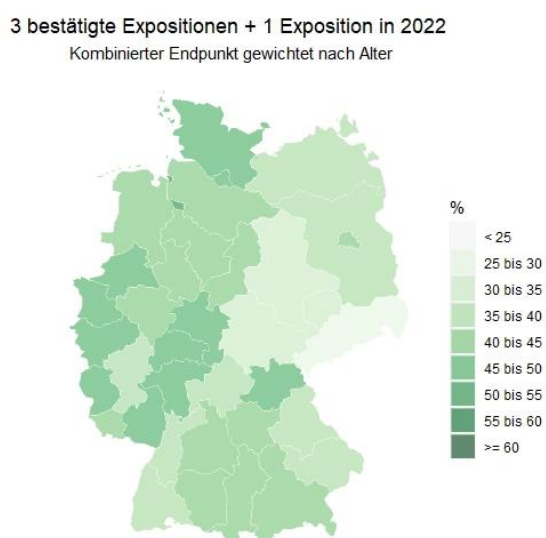 3 bestätigte Expositionen + 1 Exposition in 2022
Kombinierter Endpunkt gewichtet nach Alter
%
< 25
25 bis 30
30 bis 35
35 bis 40
40 bis 45
45 bis 50
50 bis 55
55 bis 60
>= 60